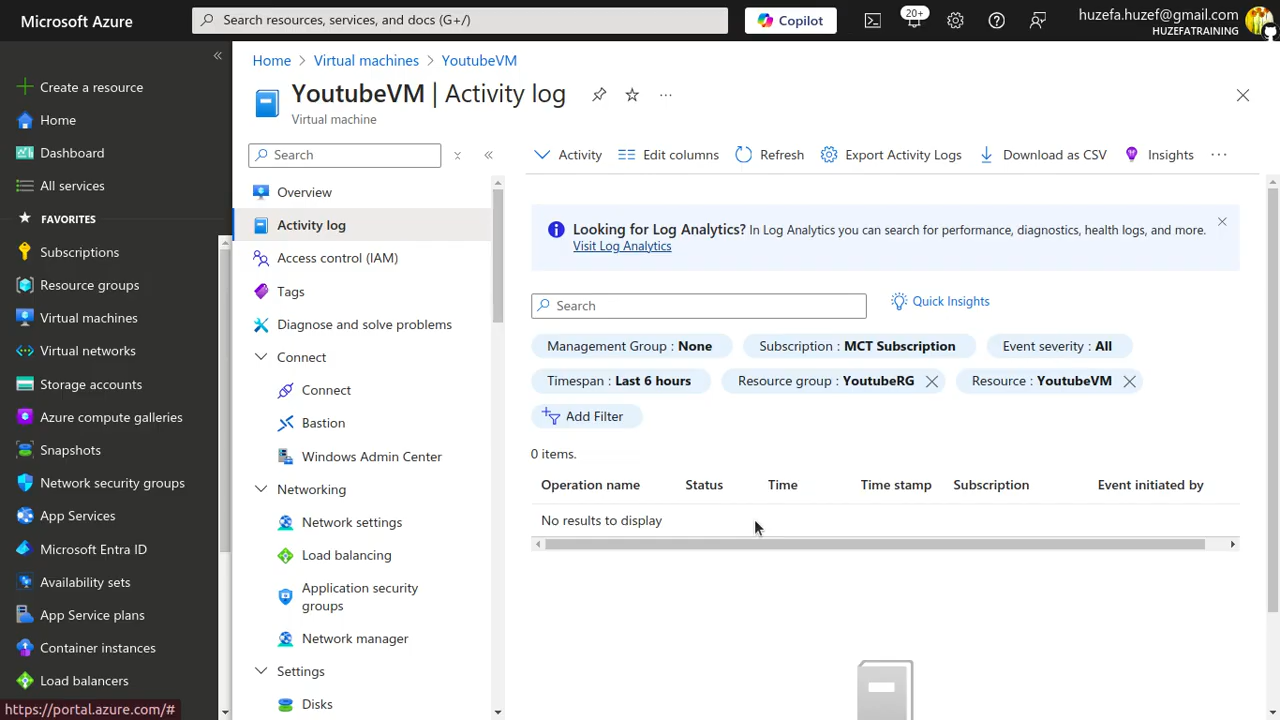 Microsoft Azure
Search resources, services, and docs (G+/)
Copilot
20+
huzefa.huzef@gmail.com
HUZEFATRAINING
Create a resource
Home
Dashboard
All services
FAVORITES
Subscriptions
Resource groups
Virtual machines
Virtual networks
Storage accounts
Azure compute galleries
Snapshots
Network security groups
App Services
Microsoft Entra ID
Availability sets
App Service plans
Container instances
Load balancers
https://portal.azure.com/#
Home > Virtual machines > YoutubeVM
YoutubeVM | Activity log
Virtual machine
Search
Overview
Activity log
Access control (IAM)
Tags
Diagnose and solve problems
Connect
Connect
Bastion
Windows Admin Center
Networking
Network settings
Load balancing
Application security
groups
Network manager
Settings
Disks
Activity Edit columns Refresh Export Activity Logs Download as CSV Insights
Looking for Log Analytics? In Log Analytics you can search for performance, diagnostics, health logs, and more.
Visit Log Analytics
Search
Quick Insights
Management Group : None Subscription : MCT Subscription Event severity : All
Timespan : Last 6 hours Resource group : YoutubeRG Resource : YoutubeVM
Add Filter
0 items.
Operation name Status Time Time stamp Subscription Event initiated by
No results to display